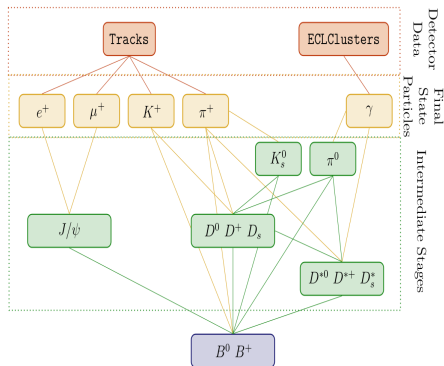 Tracks
ECLClusters
Detector
Data
e⁺
μ⁺
K⁺
π⁺
γ
Final
State
Particles
K⁰ₛ
π⁰
J/ψ
D⁰ D⁺ Dₛ
D*⁰ D*⁺ D*ₛ
Intermediate Stages
B⁰ B⁺